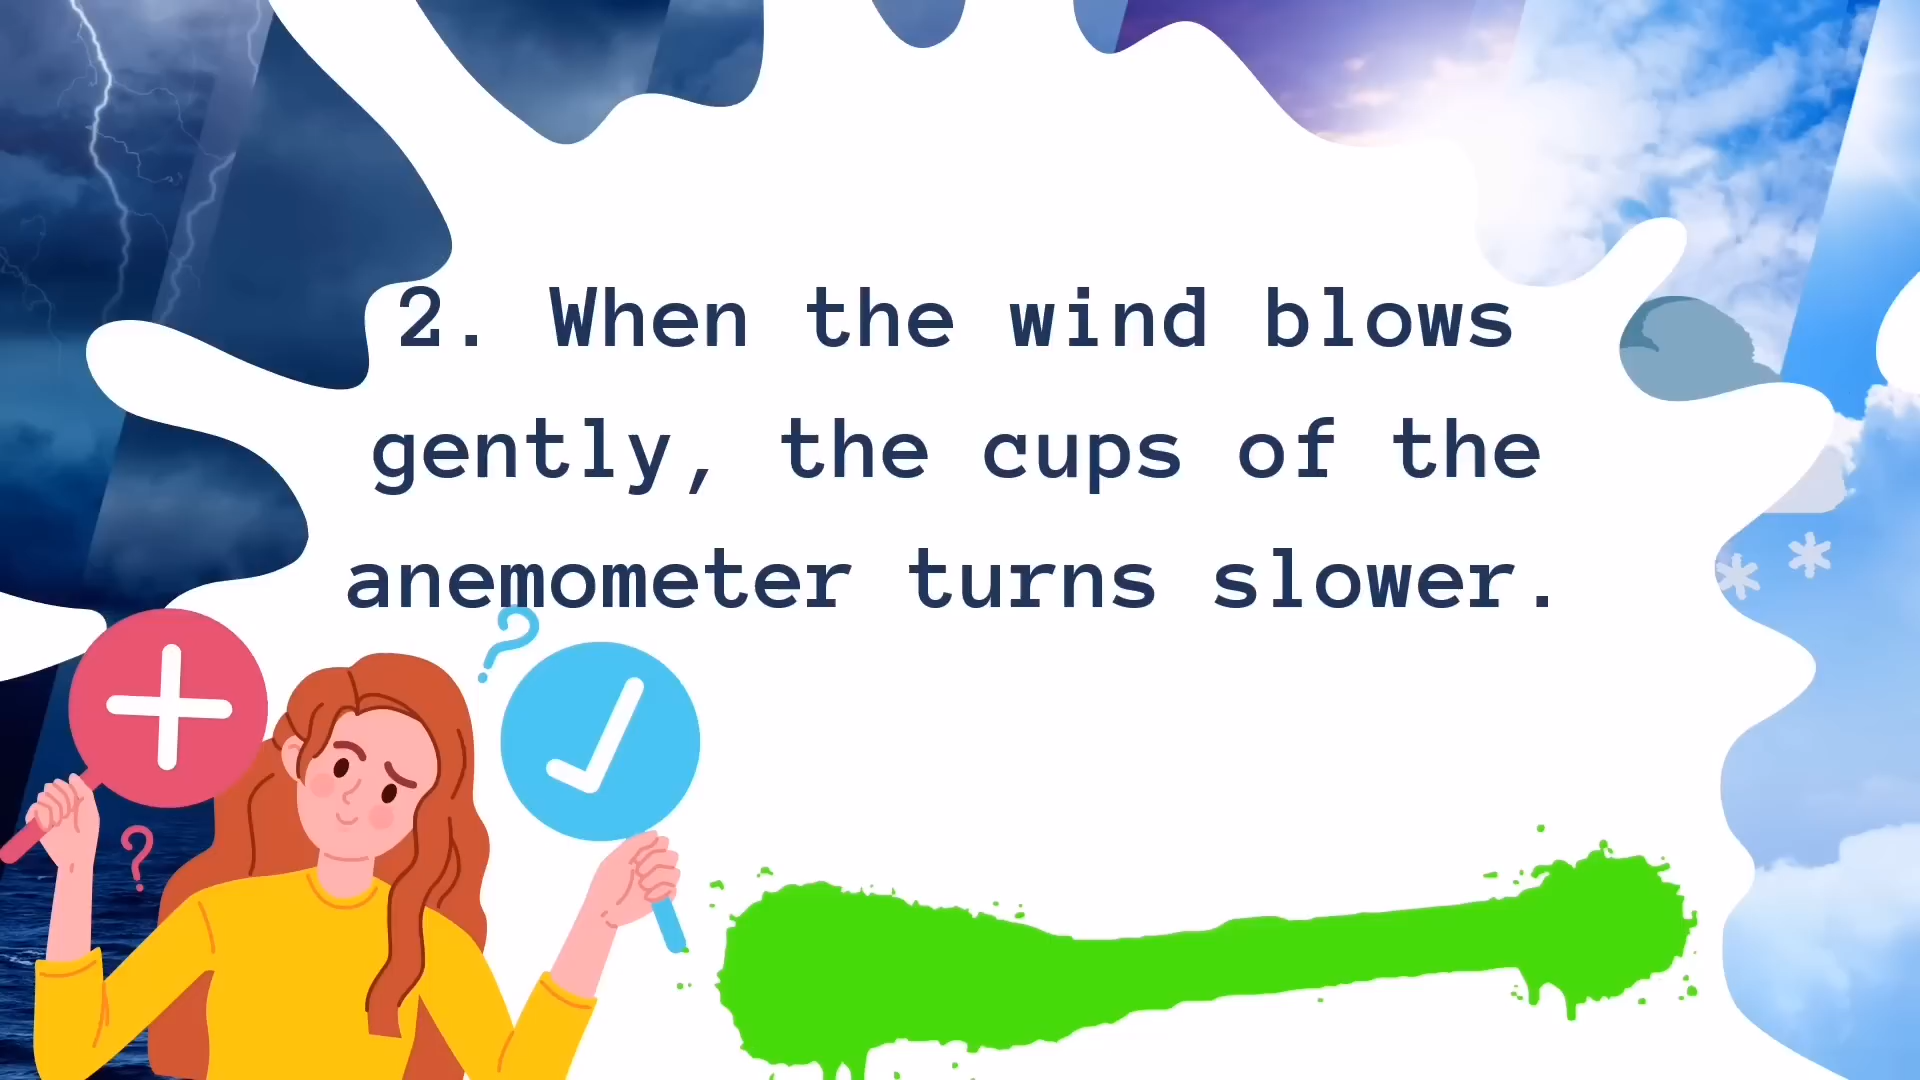 2. When the wind blows
gently, the cups of the
anemometer turns slower.